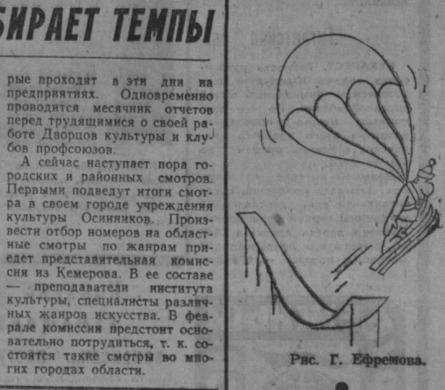 БИРАЕТ ТЕМПЫ
рые проходят в эти дни на
предприятиях. Одновременно
проводится месячник отчетов
перед трудящимися о своей ра-
боте Дворцов культуры и клу-
бов профсоюзов.
А сейчас наступает пора го-
родских и районных смотров.
Первыми подведут итоги смот-
ра в своем городе учреждения
культуры Осинников. Произ-
вести отбор номеров на област-
ные смотры по жанрам при-
едет представительная комис-
сия из Кемерова. В ее составе
— преподаватели института
культуры, специалисты различ-
ных жанров искусства. В фев-
рале комиссии предстоит осно-
вательно потрудиться, т. к. со-
стоятся такие смотры во мно-
гих городах области.
Рис. Г. Ефремова.